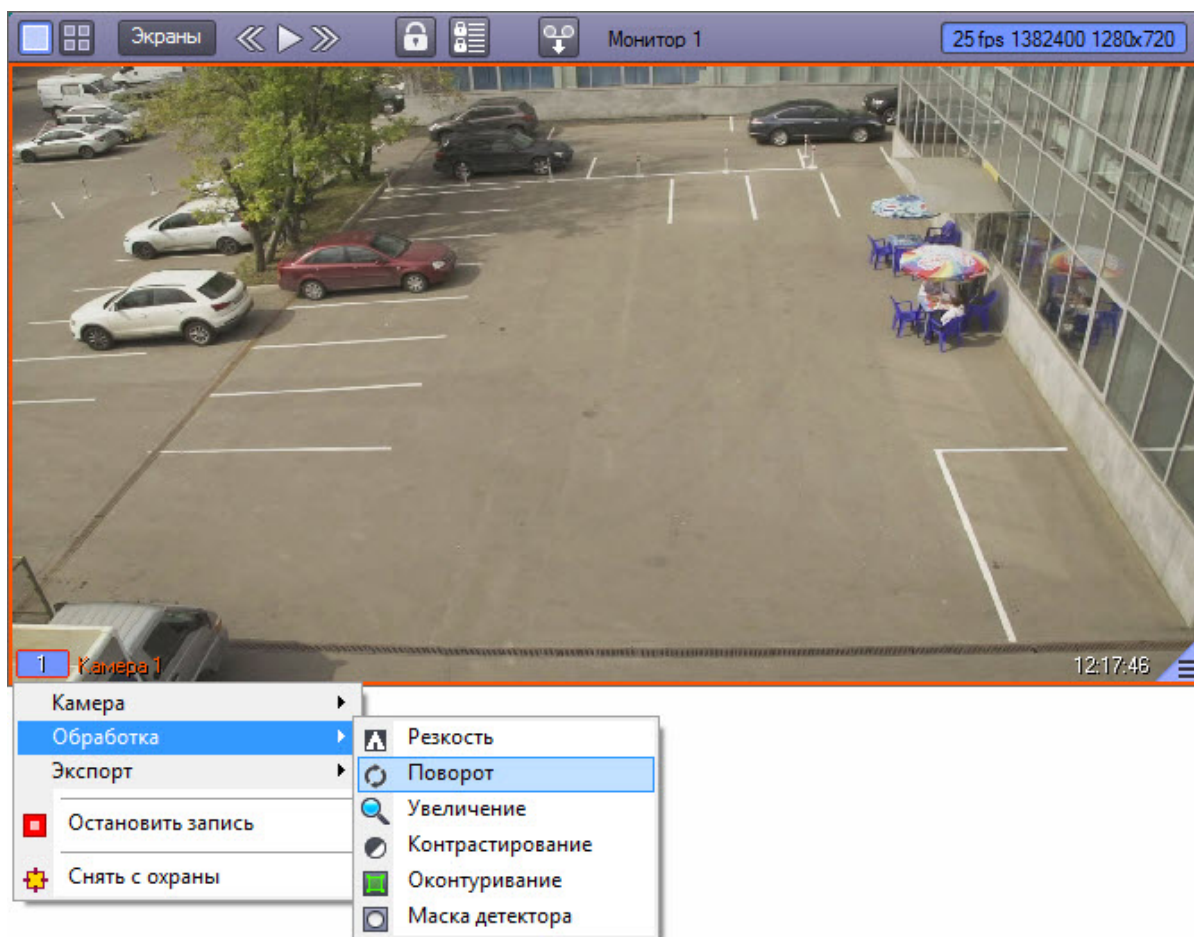 Экраны Монитор 1 25 fps 1382400 1280x720
1 Камера 1 12:17:46
Камера
Обработка
Экспорт
Остановить запись
Снять с охраны
Резкость
Поворот
Увеличение
Контрастирование
Оконтуривание
Маска детектора